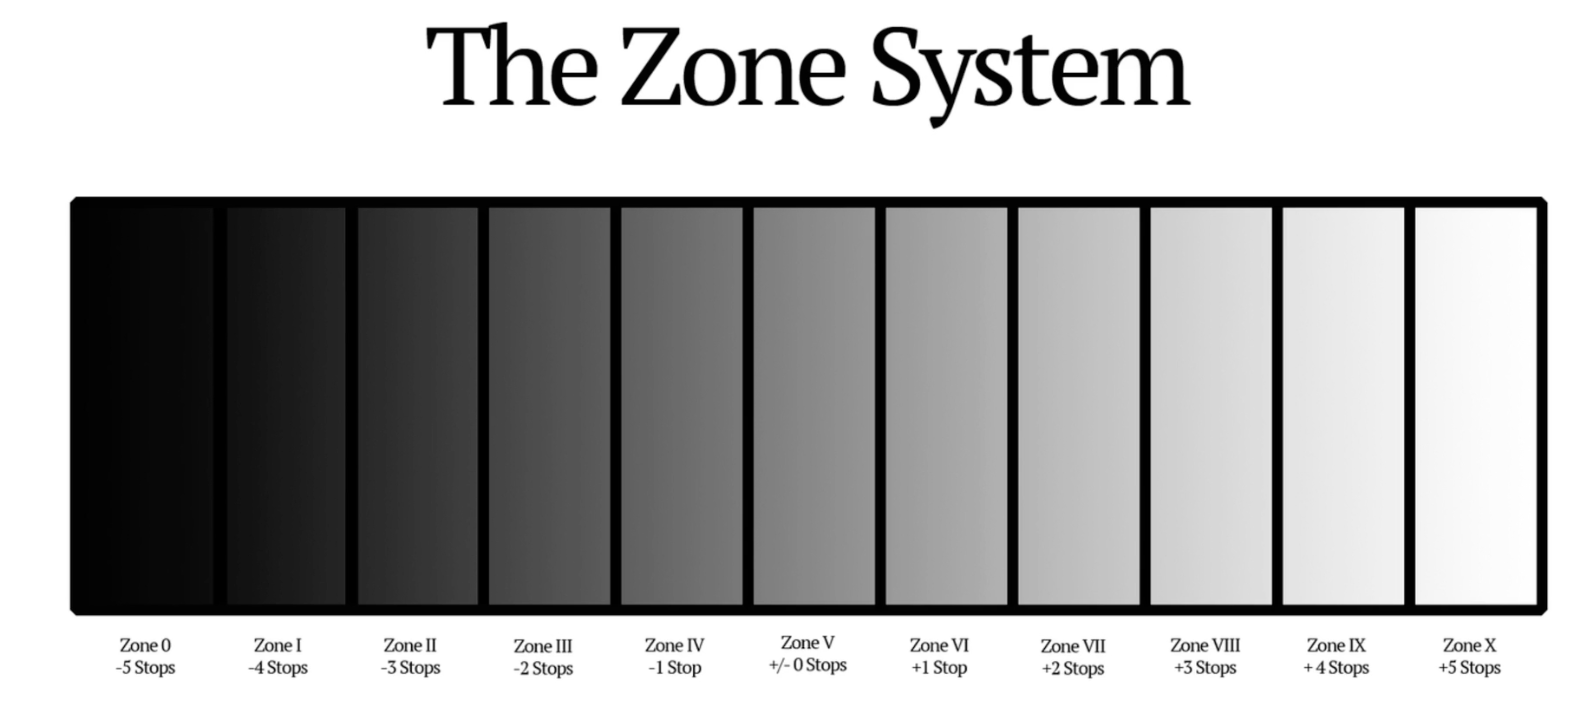 The Zone System
Zone 0
-5 Stops
Zone I
-4 Stops
Zone II
-3 Stops
Zone III
-2 Stops
Zone IV
-1 Stop
Zone V
+/- 0 Stops
Zone VI
+1 Stop
Zone VII
+2 Stops
Zone VIII
+3 Stops
Zone IX
+ 4 Stops
Zone X
+5 Stops